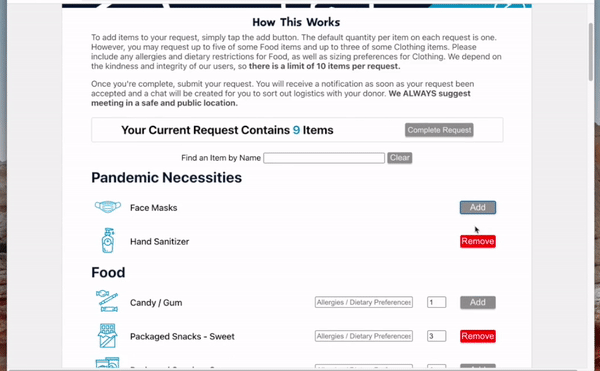 How This Works
To add items to your request, simply tap the add button. The default quantity per item on each request is one.
However, you may request up to five of some Food items and up to three of some Clothing items. Please
include any allergies and dietary restrictions for Food, as well as sizing preferences for Clothing. We depend on
the kindness and integrity of our users, so there is a limit of 10 items per request.
Once you're complete, submit your request. You will receive a notification as soon as your request been
accepted and a chat will be created for you to sort out logistics with your donor. We ALWAYS suggest
meeting in a safe and public location.
Your Current Request Contains 9 Items Complete Request
Find an Item by Name Clear
Pandemic Necessities
Face Masks Add
Hand Sanitizer Remove
Food
Candy / Gum Allergies / Dietary Preferences 1 Add
Packaged Snacks - Sweet Allergies / Dietary Preferences 3 Remove